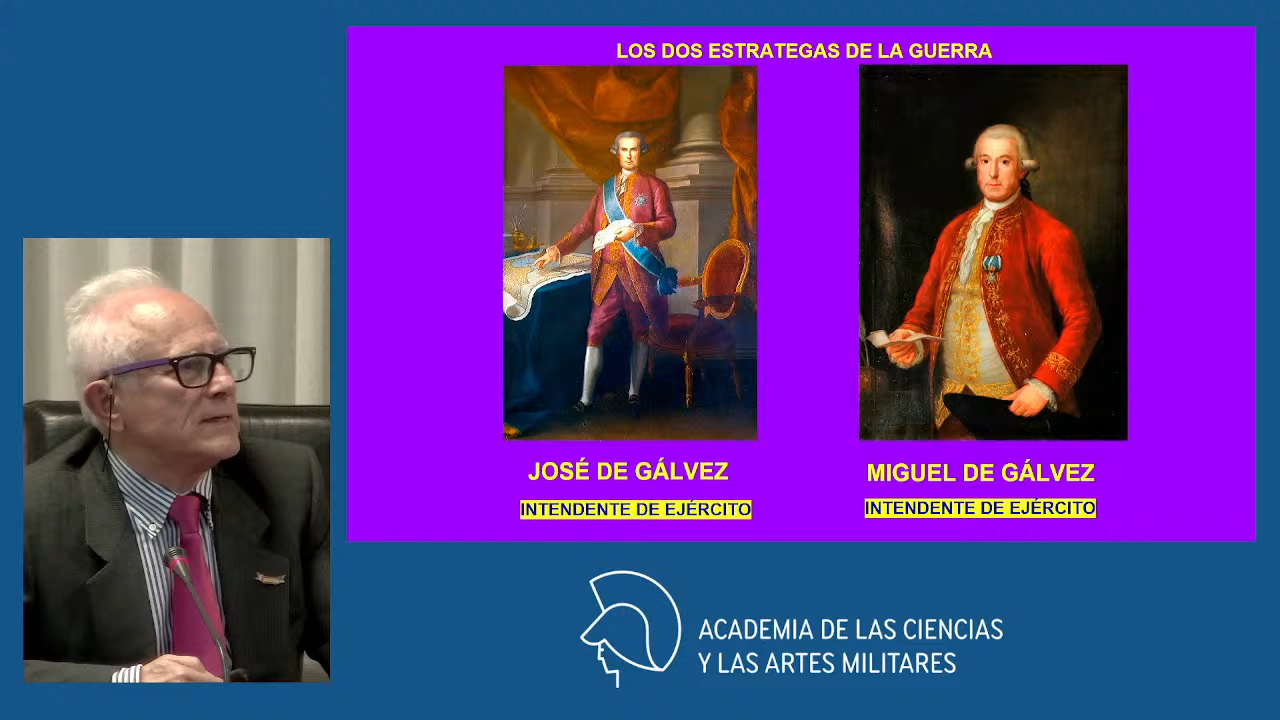 LOS DOS ESTRATEGAS DE LA GUERRA
JOSÉ DE GÁLVEZ
INTENDENTE DE EJÉRCITO
MIGUEL DE GÁLVEZ
INTENDENTE DE EJÉRCITO
ACADEMIA DE LAS CIENCIAS
Y LAS ARTES MILITARES